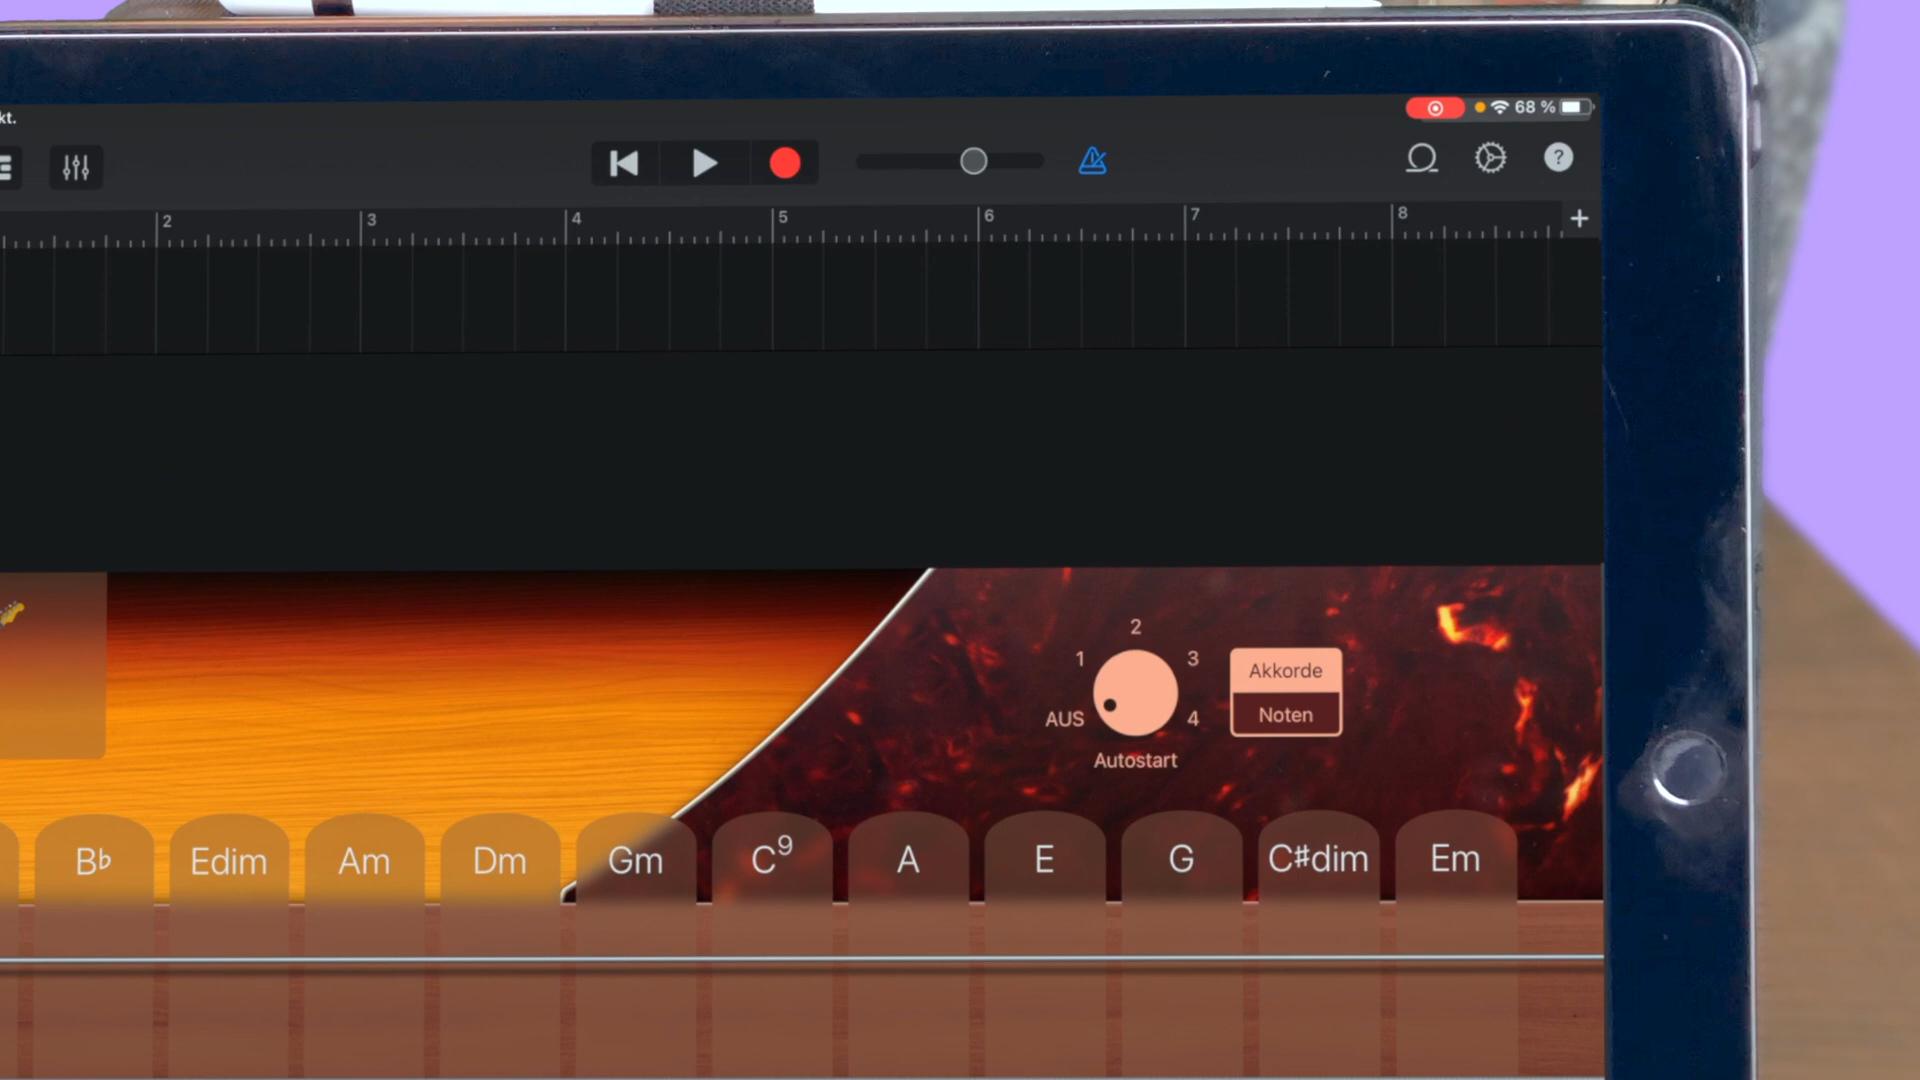 kt.
68 %
?
2 3 4 5 6 7 8 +
2
1 3
AUS 4
Autostart
Akkorde
Noten
B♭ Edim Am Dm Gm C⁹ A E G C♯dim Em